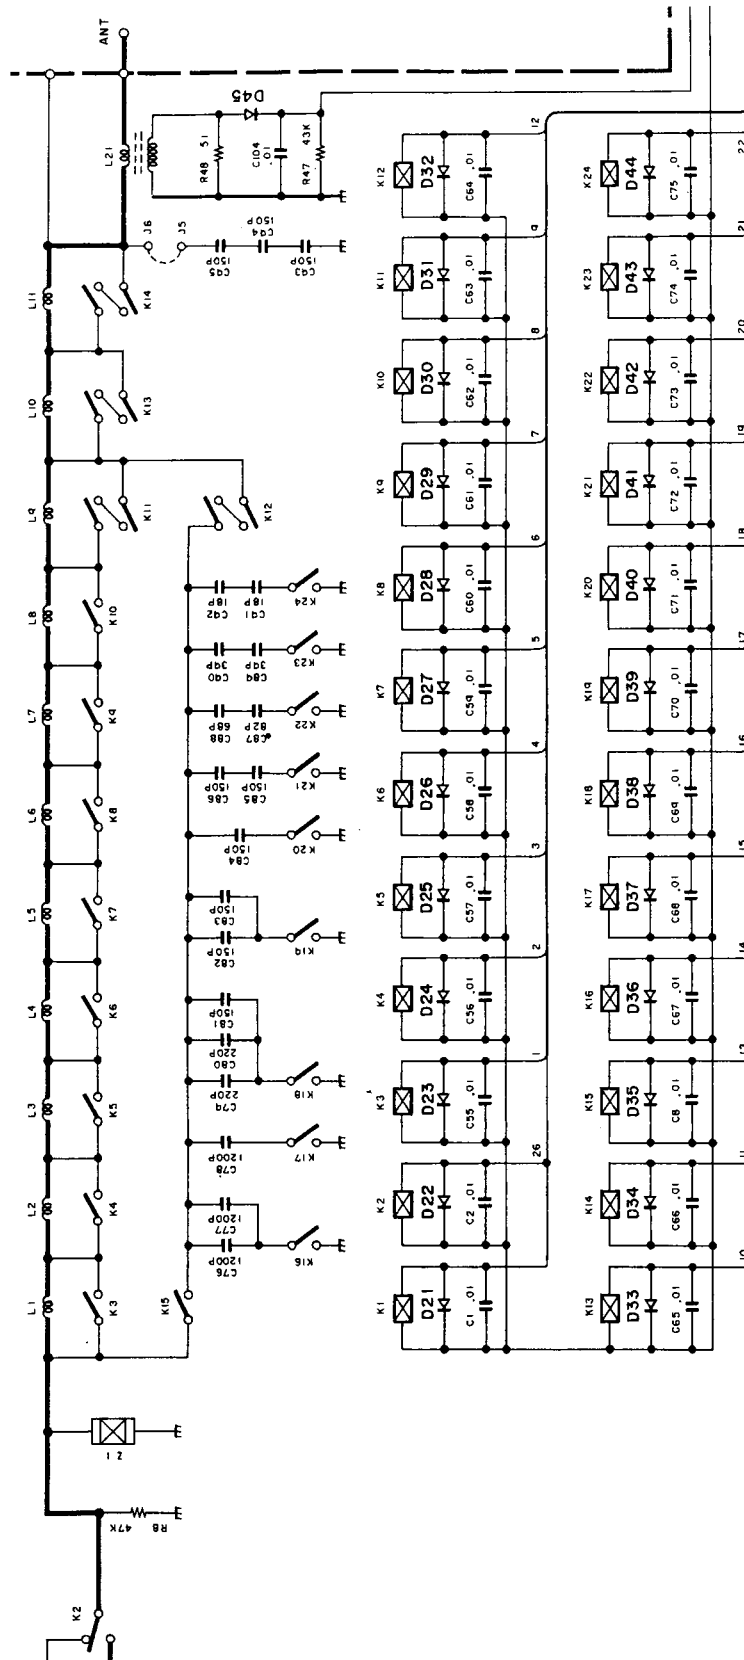 ANT
D45
L21
R48 51
C104 .01
R47 43K
J6
J5
C95 150P
C94 150P
C93 150P
L11
K14
L10
K13
L9
K11
K12
L8
K10
C92 18P
C91 18P
K24
L7
K9
C90 39P
C89 39P
K23
C88 68P
C87 82P
K22
L6
K8
C86 150P
C85 150P
K21
C84 150P
K20
L5
K7
C83 150P
C82 150P
K19
L4
K6
C81 150P
C80 220P
C79 220P
K18
L3
K5
C78 1200P
K17
L2
K4
C77 1200P
C76 1200P
K16
L1
K3
K15
Z1
R8 47K
K2
K12 D32 C64 .01 12
K11 D31 C63 .01 9
K10 D30 C62 .01 8
K9 D29 C61 .01 7
K8 D28 C60 .01 6
K7 D27 C59 .01 5
K6 D26 C58 .01 4
K5 D25 C57 .01 3
K4 D24 C56 .01 2
K3 D23 C55 .01 1
K2 D22 C2 .01 26
K1 D21 C1 .01
K24 D44 C75 .01 22
K23 D43 C74 .01 21
K22 D42 C73 .01 20
K21 D41 C72 .01 19
K20 D40 C71 .01 18
K19 D39 C70 .01 17
K18 D38 C69 .01 16
K17 D37 C68 .01 15
K16 D36 C67 .01 14
K15 D35 C8 .01 13
K14 D34 C66 .01 11
K13 D33 C65 .01 10